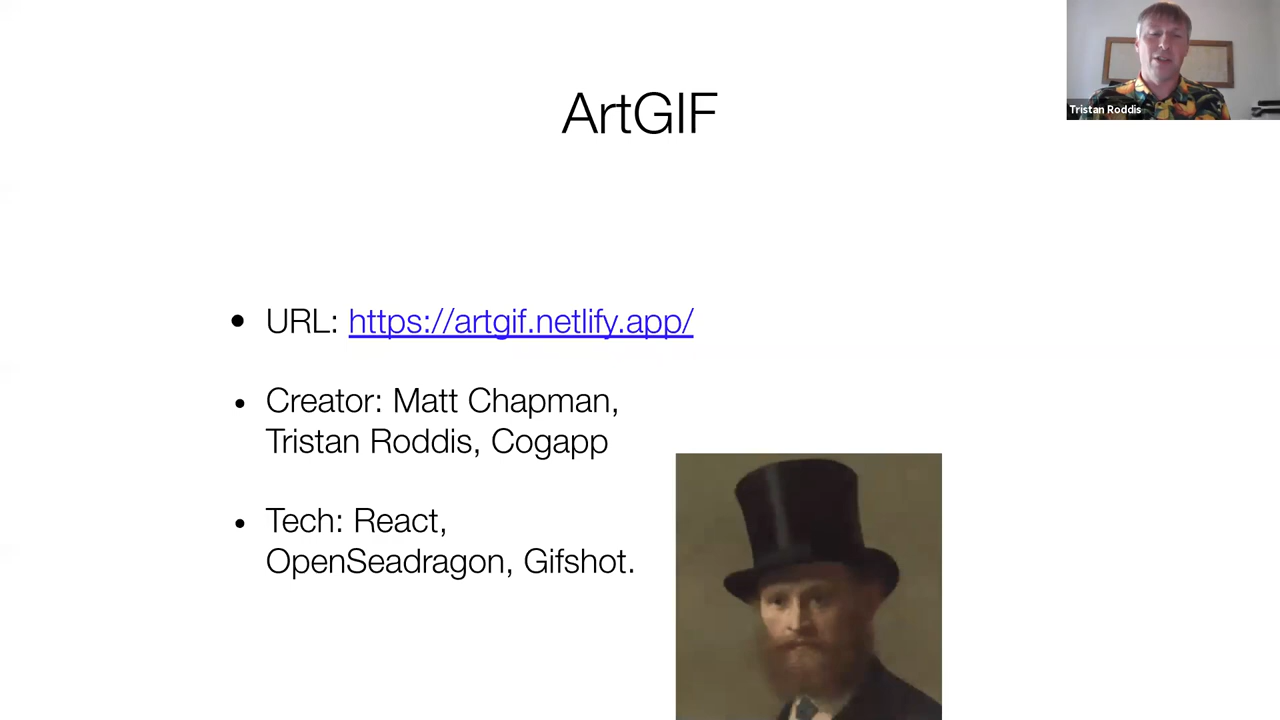 ArtGIF
Tristan Roddis
URL: https://artgif.netlify.app/
Creator: Matt Chapman,
Tristan Roddis, Cogapp
Tech: React,
OpenSeadragon, Gifshot.